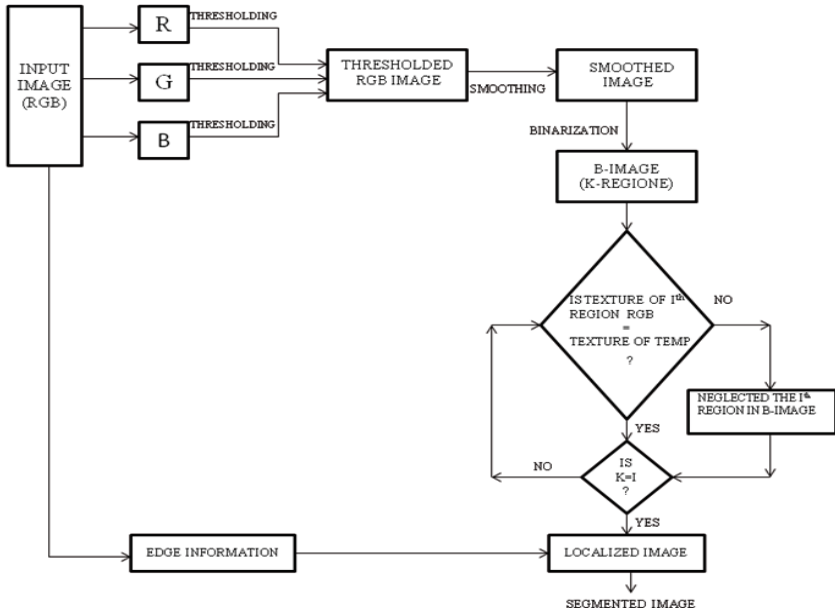 INPUT
IMAGE
(RGB)
R
THRESHOLDING
G
THRESHOLDING
B
THRESHOLDING
THRESHOLDED
RGB IMAGE
SMOOTHING
SMOOTHED
IMAGE
BINARIZATION
B-IMAGE
(K-REGIONE)
IS TEXTURE OF Ith
REGION RGB
=
TEXTURE OF TEMP
?
NO
NEGLECTED THE Ith
REGION IN B-IMAGE
YES
IS
K=I
?
NO
YES
EDGE INFORMATION
LOCALIZED IMAGE
SEGMENTED IMAGE